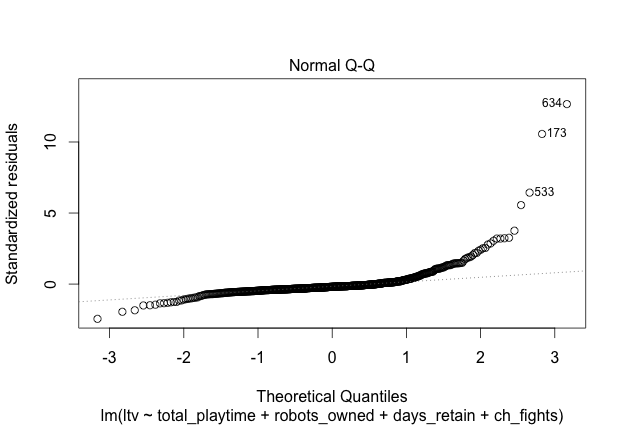 Normal Q-Q
Standardized residuals
10
5
0
634
173
533
-3 -2 -1 0 1 2 3
Theoretical Quantiles
lm(ltv ~ total_playtime + robots_owned + days_retain + ch_fights)